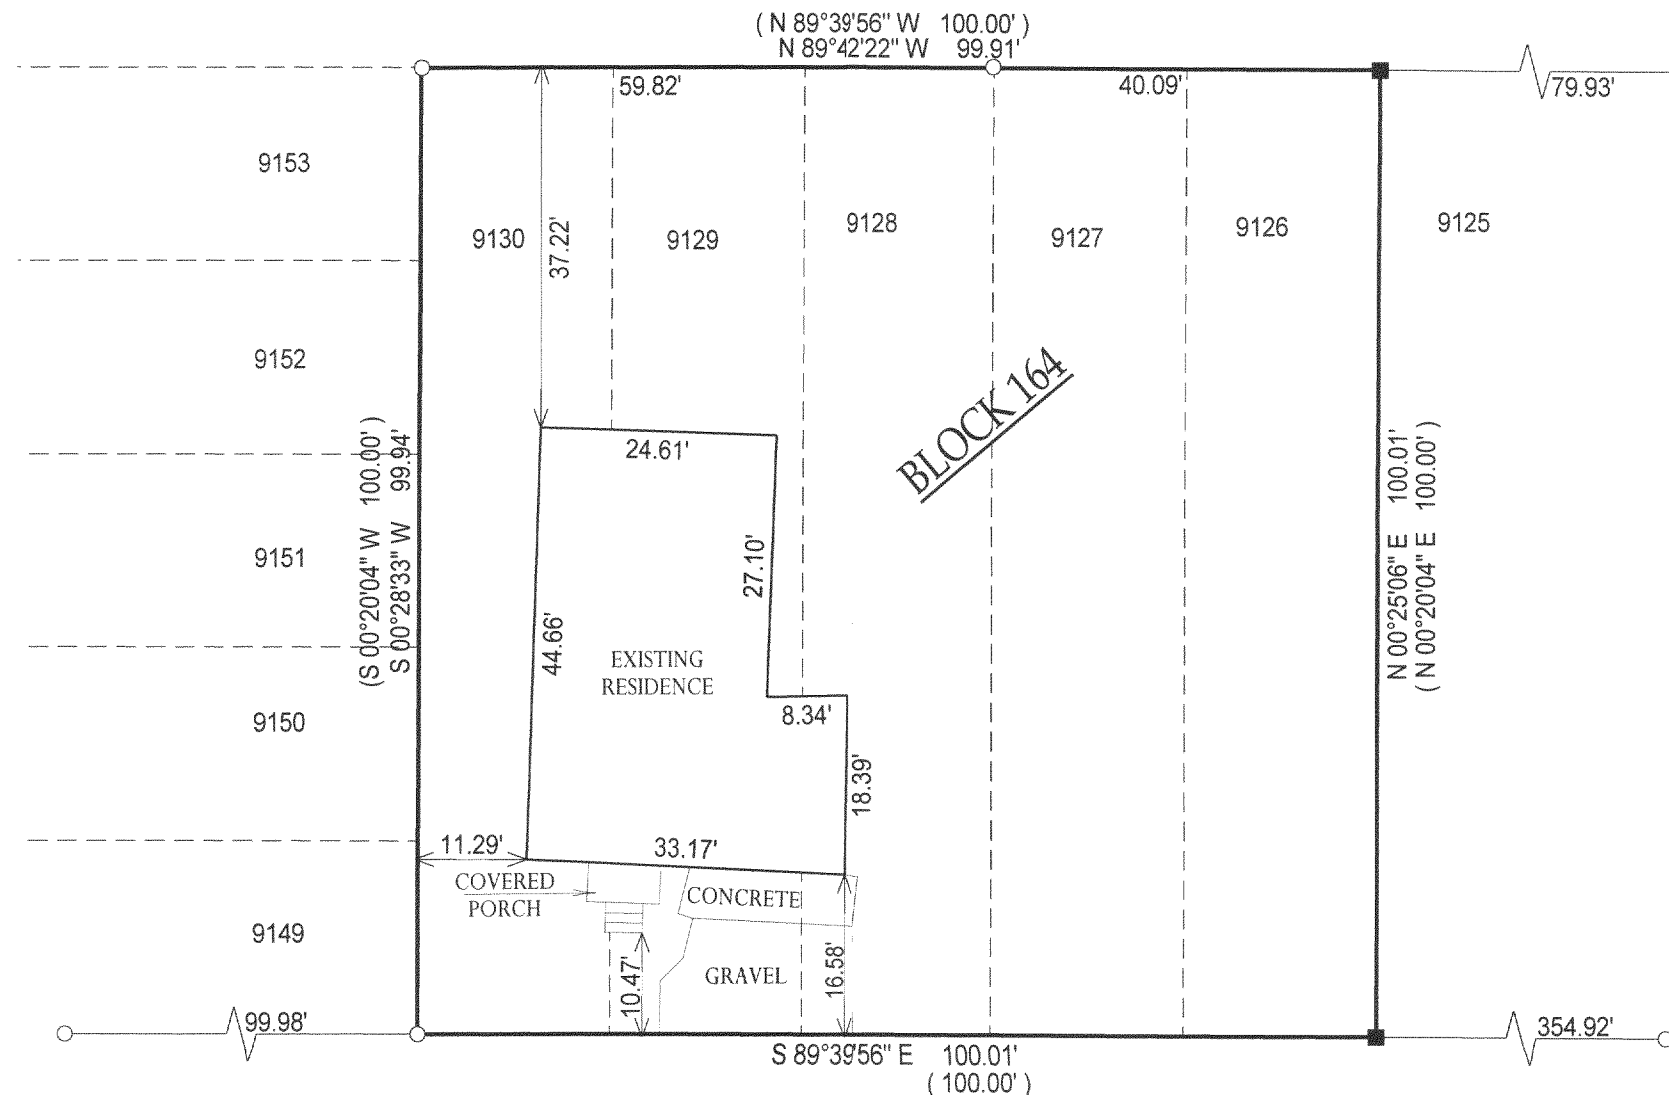 ( N 89°39'56" W 100.00' )
N 89°42'22" W 99.91'
59.82'
40.09'
79.93'
9153
9130
37.22'
9129
9128
9127
9126
9125
9152
BLOCK 164
24.61'
(S 00°20'04" W 100.00' )
S 00°28'33" W 99.94'
N 00°25'06" E 100.01'
( N 00°20'04" E 100.00' )
9151
27.10'
44.66'
EXISTING
RESIDENCE
9150
8.34'
18.39'
11.29'
33.17'
COVERED
PORCH
CONCRETE
9149
10.47'
GRAVEL
16.58'
99.98'
354.92'
S 89°39'56" E 100.01'
( 100.00' )